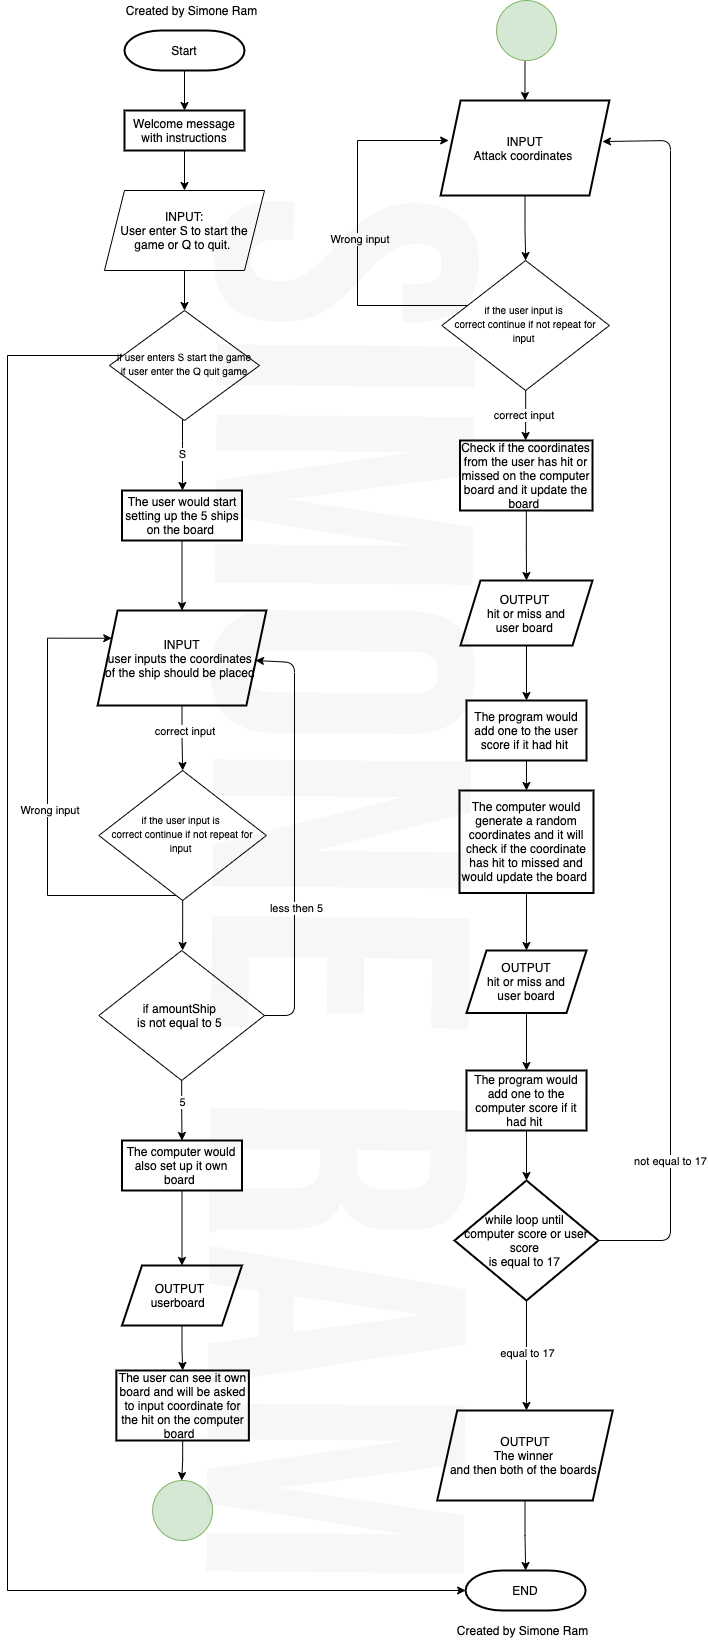 Created by Simone Ram
Start
Welcome message
with instructions
INPUT:
User enter S to start the
game or Q to quit.
if user enters S start the game
if user enter the Q quit game
S
The user would start
setting up the 5 ships
on the board
INPUT
user inputs the coordinates
of the ship should be placed
correct input
Wrong input
if the user input is
correct continue if not repeat for
input
less then 5
if amountShip
is not equal to 5
5
The computer would
also set up it own
board
OUTPUT
userboard
The user can see it own
board and will be asked
to input coordinate for
the hit on the computer
board
INPUT
Attack coordinates
Wrong input
if the user input is
correct continue if not repeat for
input
correct input
Check if the coordinates
from the user has hit or
missed on the computer
board and it update the
board
OUTPUT
hit or miss and
user board
The program would
add one to the user
score if it had hit
The computer would
generate a random
coordinates and it will
check if the coordinate
has hit to missed and
would update the board
OUTPUT
hit or miss and
user board
The program would
add one to the
computer score if it
had hit
not equal to 17
while loop until
computer score or user
score
is equal to 17
equal to 17
OUTPUT
The winner
and then both of the boards
END
Created by Simone Ram
SIMONE RAM